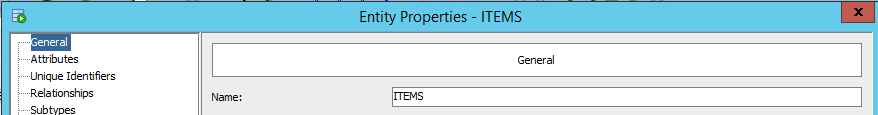 Entity Properties - ITEMS
x
General
Attributes
Unique Identifiers
Relationships
Subtypes
General
Name: ITEMS